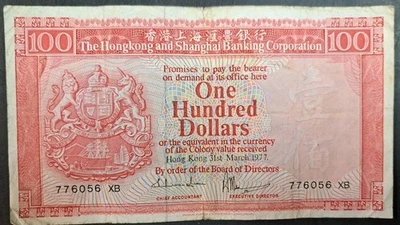 香港上海滙豐銀行
100 The Hongkong and Shanghai Banking Corporation 100
Promises to pay the bearer
on demand at its office here
One
Hundred
Dollars
or the equivalent in the currency
of the Colony value received
Hong Kong 31st March 1977.
By order of the Board of Directors
776056 XB
776056 XB
CHIEF ACCOUNTANT
EXECUTIVE DIRECTOR